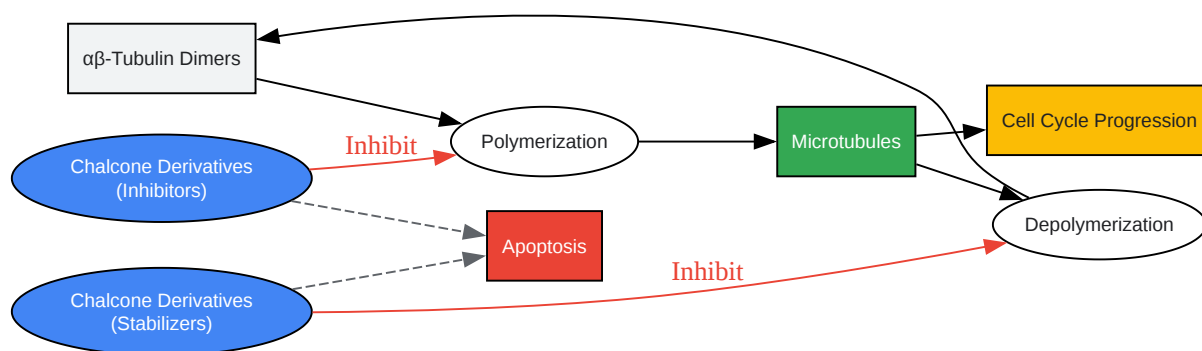 αβ-Tubulin Dimers
Polymerization
Microtubules
Cell Cycle Progression
Inhibit
Chalcone Derivatives
(Inhibitors)
Apoptosis
Depolymerization
Inhibit
Chalcone Derivatives
(Stabilizers)